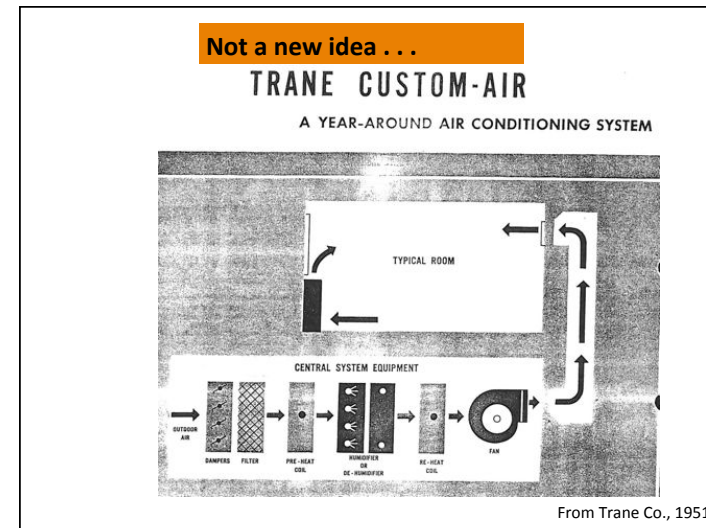 Not a new idea . . .
TRANE CUSTOM-AIR
A YEAR-AROUND AIR CONDITIONING SYSTEM
TYPICAL ROOM
CENTRAL SYSTEM EQUIPMENT
OUTDOOR
AIR
DAMPERS
FILTER
PRE-HEAT
COIL
HUMIDIFIER
OR
DE-HUMIDIFIER
RE-HEAT
COIL
FAN
From Trane Co., 1951